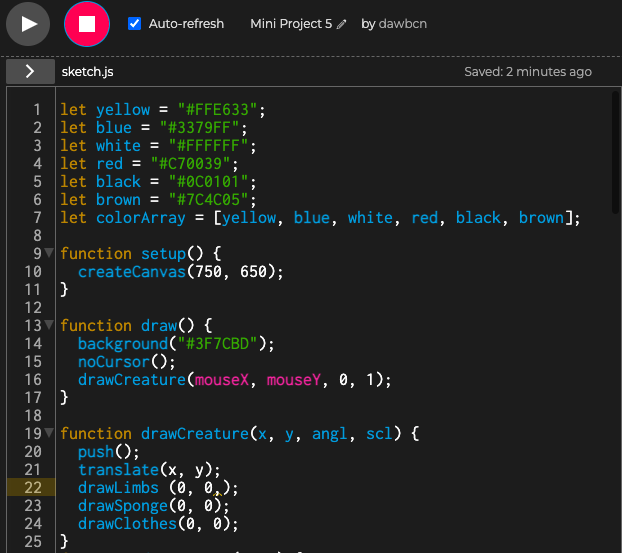 Auto-refresh Mini Project 5 by dawbcn
sketch.js Saved: 2 minutes ago
1 let yellow = "#FFE633";
2 let blue = "#3379FF";
3 let white = "#FFFFFF";
4 let red = "#C70039";
5 let black = "#0C0101";
6 let brown = "#7C4C05";
7 let colorArray = [yellow, blue, white, red, black, brown];
8
9 function setup() {
10 createCanvas(750, 650);
11 }
12
13 function draw() {
14 background("#3F7CBD");
15 noCursor();
16 drawCreature(mouseX, mouseY, 0, 1);
17 }
18
19 function drawCreature(x, y, angl, scl) {
20 push();
21 translate(x, y);
22 drawLimbs (0, 0,);
23 drawSponge(0, 0);
24 drawClothes(0, 0);
25 }